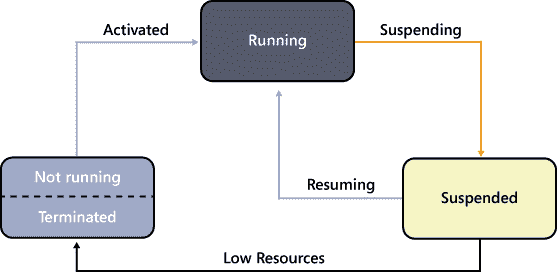 Activated
Running
Suspending
Not running
Terminated
Resuming
Suspended
Low Resources